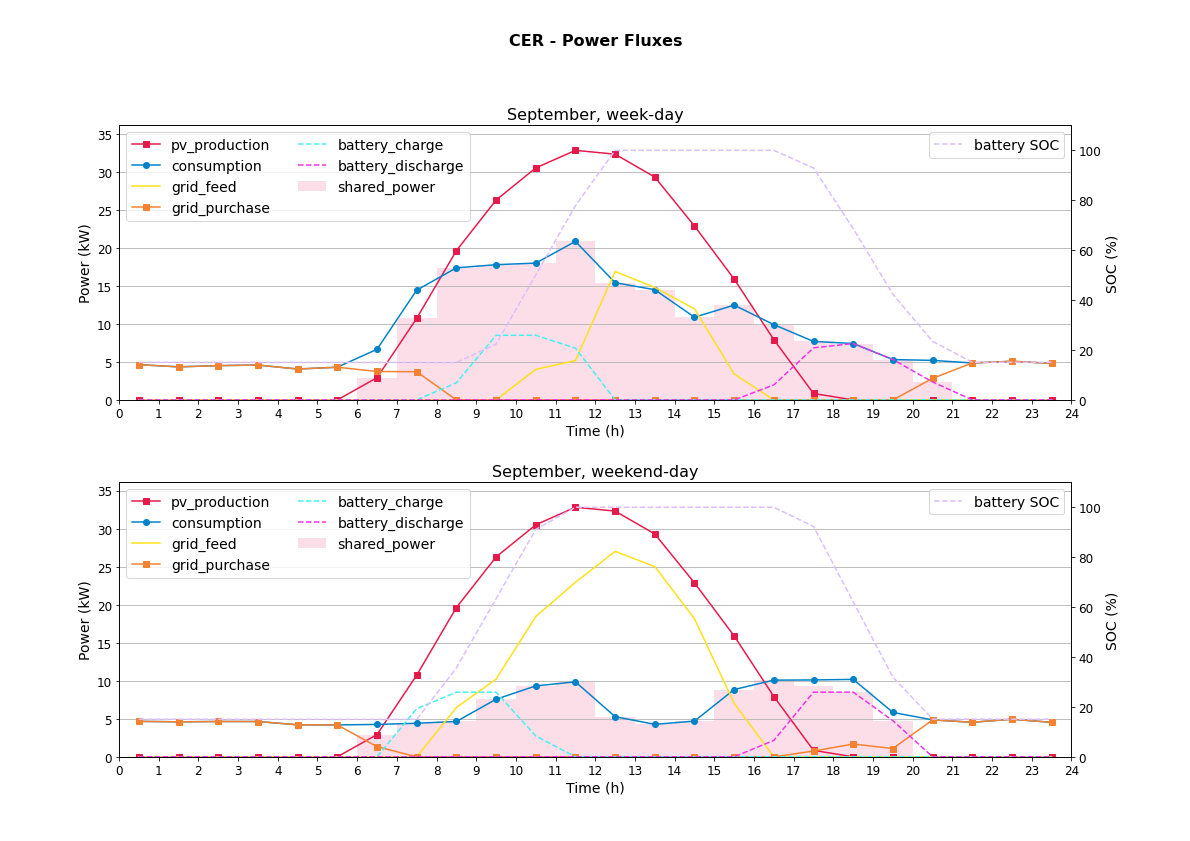 CER - Power Fluxes
September, week-day
pv_production
consumption
grid_feed
grid_purchase
battery_charge
battery_discharge
shared_power
battery SOC
Power (kW)
35
30
25
20
15
10
5
0
100
80
60
40
20
0
SOC (%)
0 1 2 3 4 5 6 7 8 9 10 11 12 13 14 15 16 17 18 19 20 21 22 23 24
Time (h)
September, weekend-day
pv_production
consumption
grid_feed
grid_purchase
battery_charge
battery_discharge
shared_power
battery SOC
Power (kW)
35
30
25
20
15
10
5
0
100
80
60
40
20
0
SOC (%)
0 1 2 3 4 5 6 7 8 9 10 11 12 13 14 15 16 17 18 19 20 21 22 23 24
Time (h)